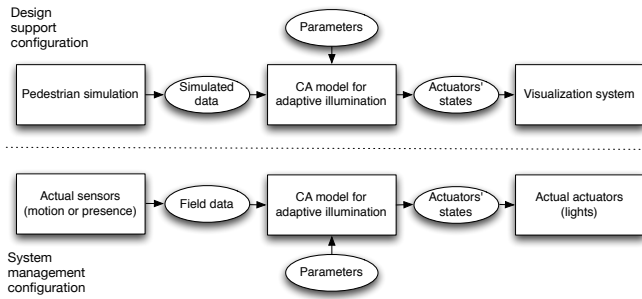 Design
support
configuration
Parameters
Pedestrian simulation
Simulated
data
CA model for
adaptive illumination
Actuators'
states
Visualization system
Actual sensors
(motion or presence)
Field data
CA model for
adaptive illumination
Actuators'
states
Actual actuators
(lights)
System
management
configuration
Parameters